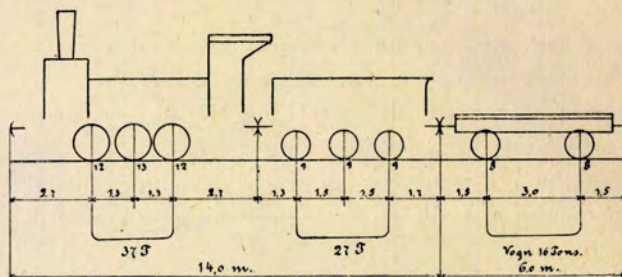 12 13 12 9 9 9 8 8
2,7 1,3 1,3 2,7 1,3 1,5 1,5 1,7 1,5 3,0 1,5
37 T 27 T Vogn 16 Tons.
14,0 m. 6,0 m.